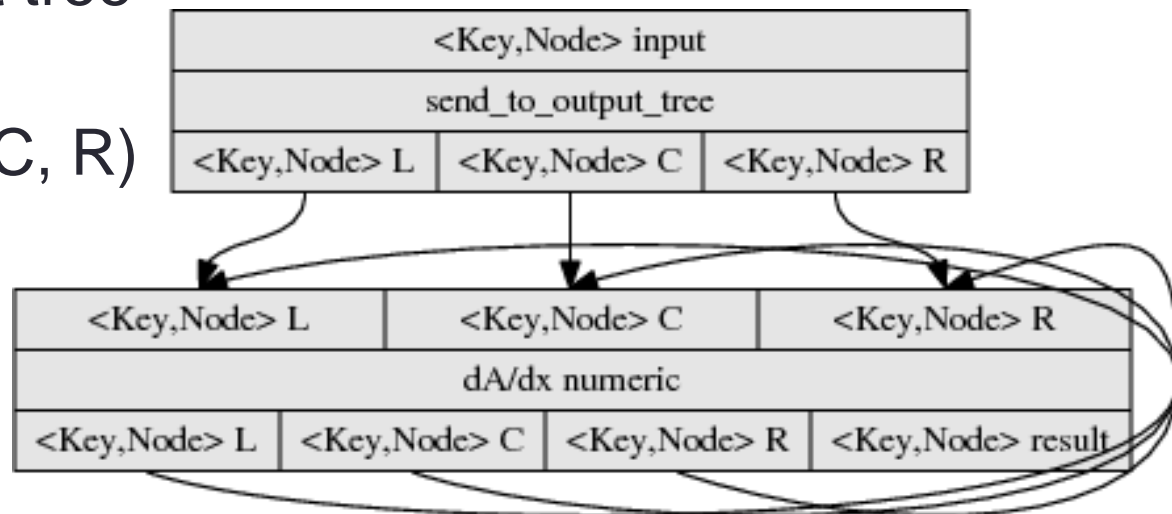 <Key,Node> input
send_to_output_tree
C, R)
<Key,Node> L <Key,Node> C <Key,Node> R
<Key,Node> L <Key,Node> C <Key,Node> R
dA/dx numeric
<Key,Node> L <Key,Node> C <Key,Node> R <Key,Node> result